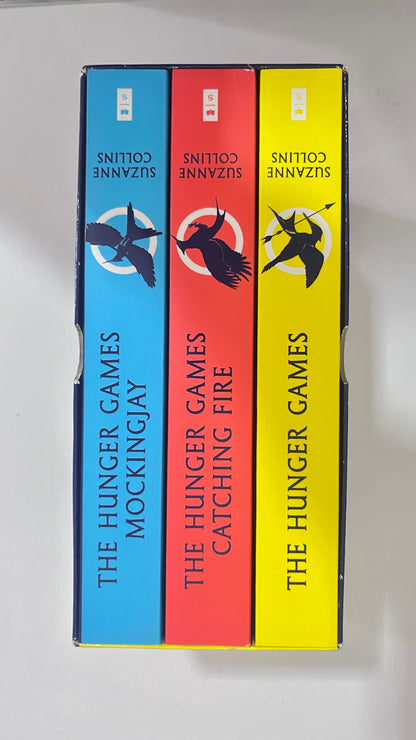 SUZANNE
COLLINS
THE HUNGER GAMES
MOCKINGJAY
SUZANNE
COLLINS
THE HUNGER GAMES
CATCHING FIRE
SUZANNE
COLLINS
THE HUNGER GAMES